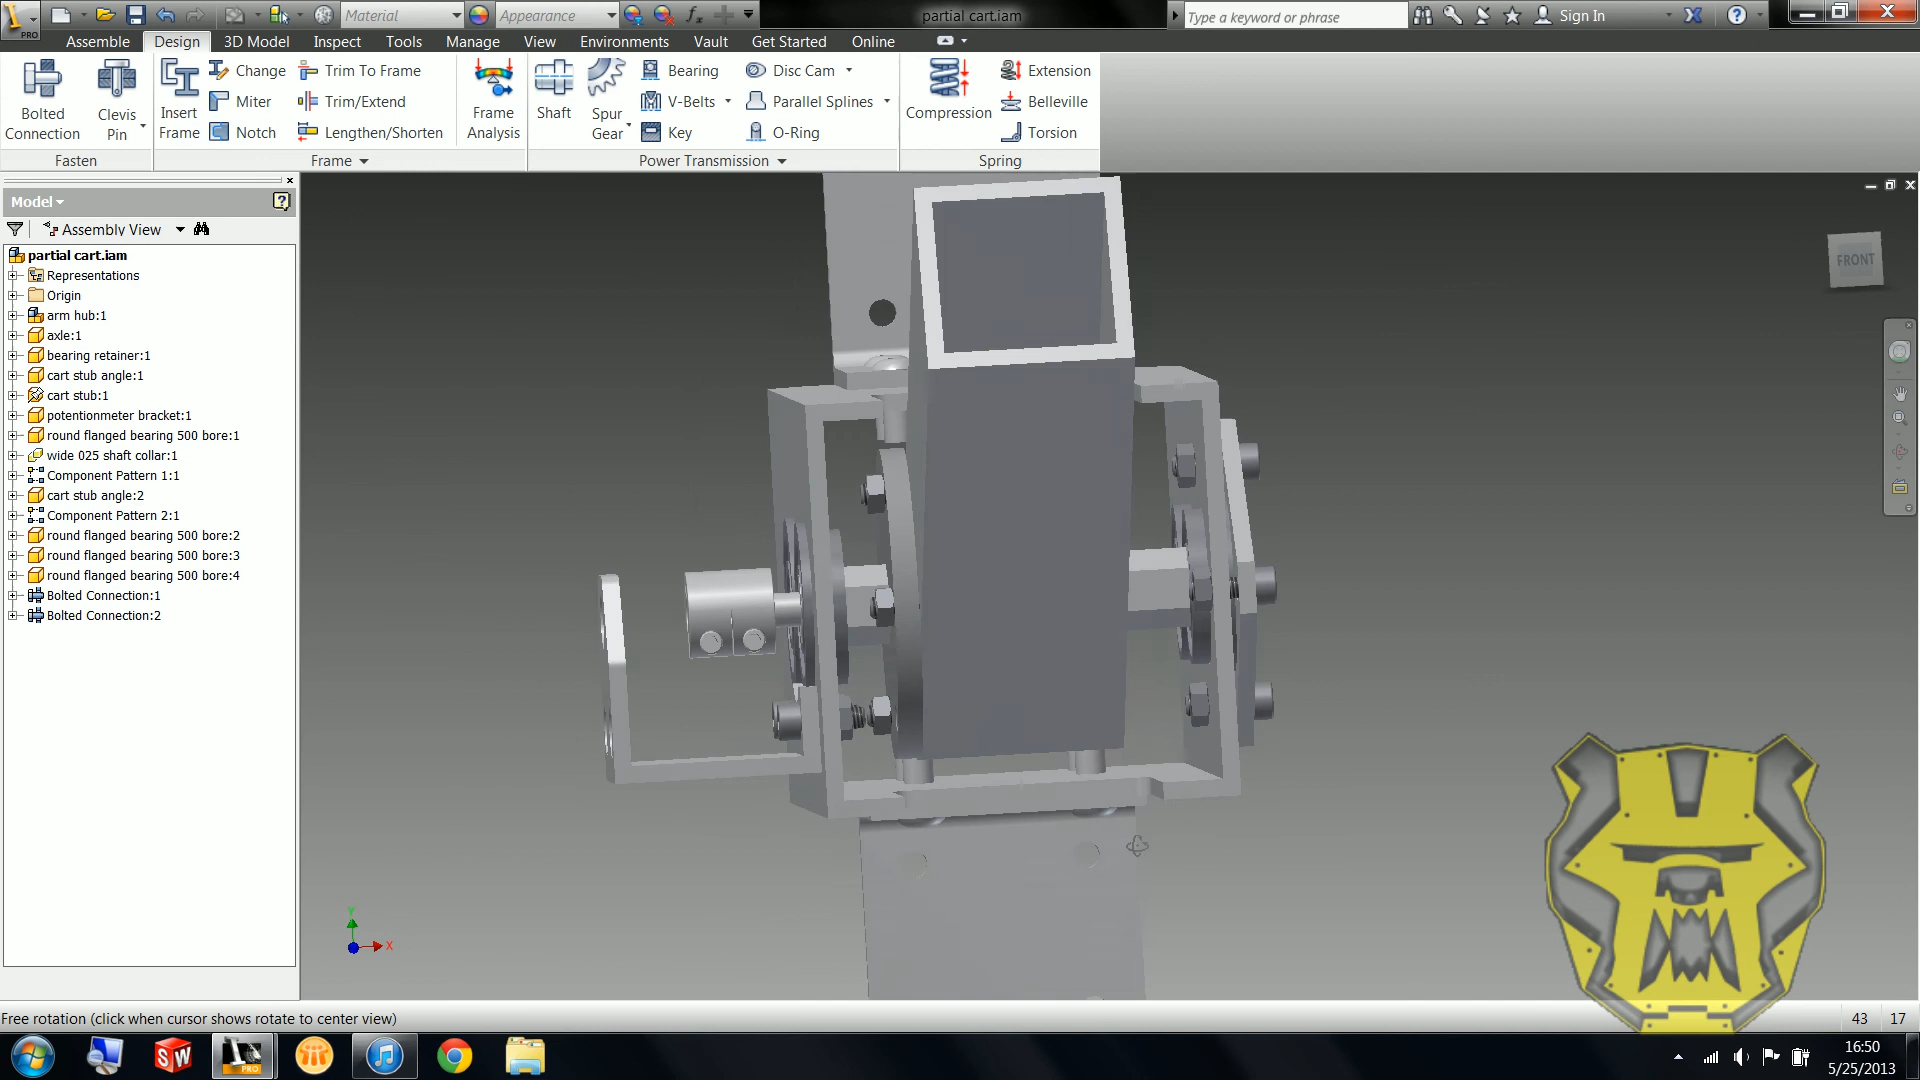 PRO
Material
Appearance
partial cart.iam
Type a keyword or phrase
Sign In
Assemble
Design
3D Model
Inspect
Tools
Manage
View
Environments
Vault
Get Started
Online
Bolted Connection
Clevis Pin
Insert Frame
Change
Miter
Notch
Trim To Frame
Trim/Extend
Lengthen/Shorten
Frame Analysis
Shaft
Spur Gear
Bearing
V-Belts
Key
Disc Cam
Parallel Splines
O-Ring
Compression
Extension
Belleville
Torsion
Fasten
Frame
Power Transmission
Spring
Model
Assembly View
partial cart.iam
Representations
Origin
arm hub:1
axle:1
bearing retainer:1
cart stub angle:1
cart stub:1
potentionmeter bracket:1
round flanged bearing 500 bore:1
wide 025 shaft collar:1
Component Pattern 1:1
cart stub angle:2
Component Pattern 2:1
round flanged bearing 500 bore:2
round flanged bearing 500 bore:3
round flanged bearing 500 bore:4
Bolted Connection:1
Bolted Connection:2
FRONT
Y
X
Free rotation (click when cursor shows rotate to center view)
43 17
SW
PRO
16:50
5/25/2013